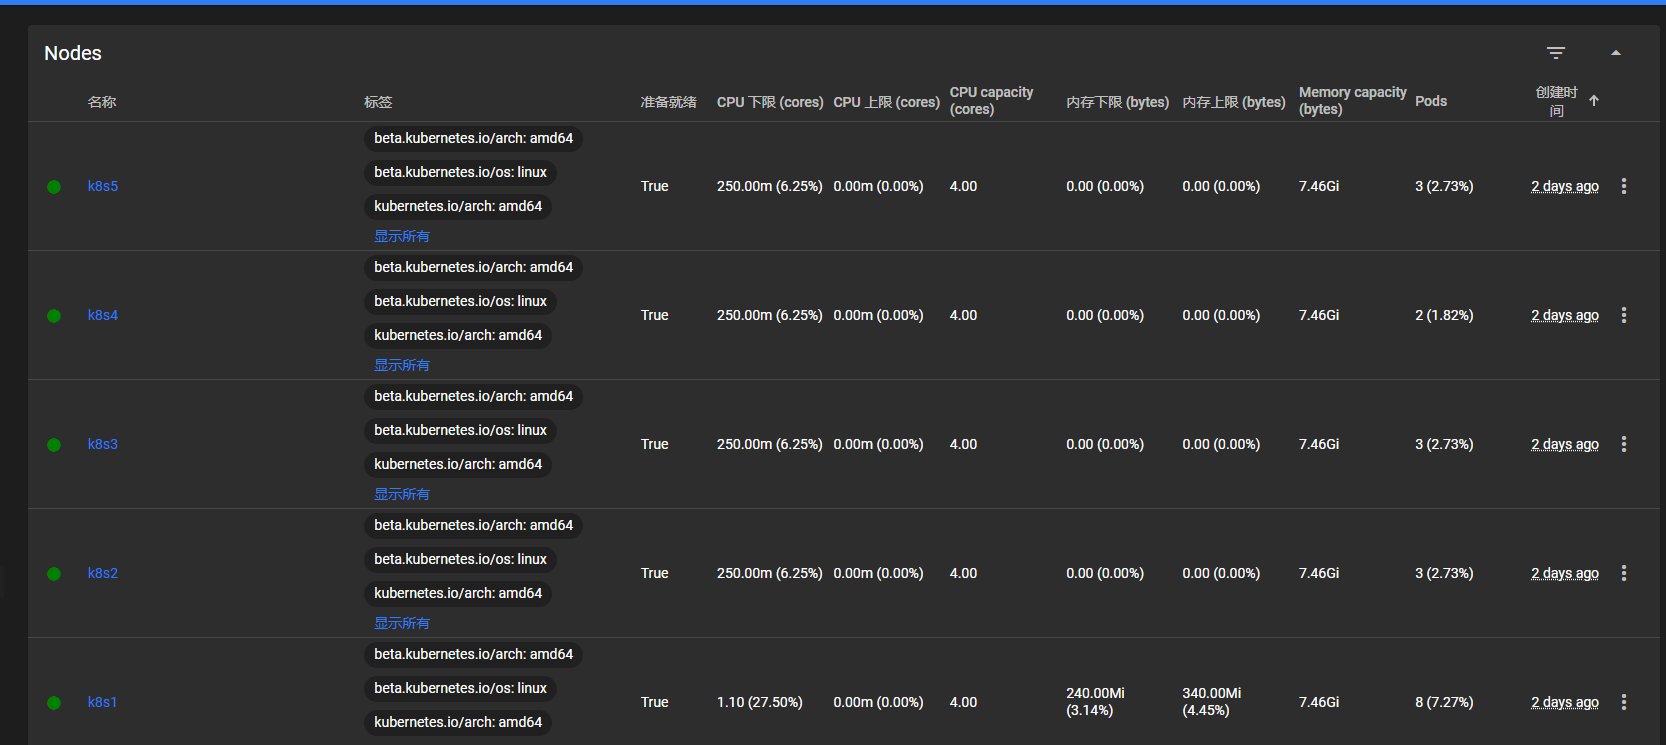 Nodes
名称 标签 准备就绪 CPU 下限 (cores) CPU 上限 (cores) CPU capacity (cores) 内存下限 (bytes) 内存上限 (bytes) Memory capacity (bytes) Pods 创建时间
beta.kubernetes.io/arch: amd64
beta.kubernetes.io/os: linux
k8s5 True 250.00m (6.25%) 0.00m (0.00%) 4.00 0.00 (0.00%) 0.00 (0.00%) 7.46Gi 3 (2.73%) 2 days ago
kubernetes.io/arch: amd64
显示所有
beta.kubernetes.io/arch: amd64
beta.kubernetes.io/os: linux
k8s4 True 250.00m (6.25%) 0.00m (0.00%) 4.00 0.00 (0.00%) 0.00 (0.00%) 7.46Gi 2 (1.82%) 2 days ago
kubernetes.io/arch: amd64
显示所有
beta.kubernetes.io/arch: amd64
beta.kubernetes.io/os: linux
k8s3 True 250.00m (6.25%) 0.00m (0.00%) 4.00 0.00 (0.00%) 0.00 (0.00%) 7.46Gi 3 (2.73%) 2 days ago
kubernetes.io/arch: amd64
显示所有
beta.kubernetes.io/arch: amd64
beta.kubernetes.io/os: linux
k8s2 True 250.00m (6.25%) 0.00m (0.00%) 4.00 0.00 (0.00%) 0.00 (0.00%) 7.46Gi 3 (2.73%) 2 days ago
kubernetes.io/arch: amd64
显示所有
beta.kubernetes.io/arch: amd64
beta.kubernetes.io/os: linux
k8s1 True 1.10 (27.50%) 0.00m (0.00%) 4.00 240.00Mi (3.14%) 340.00Mi (4.45%) 7.46Gi 8 (7.27%) 2 days ago
kubernetes.io/arch: amd64